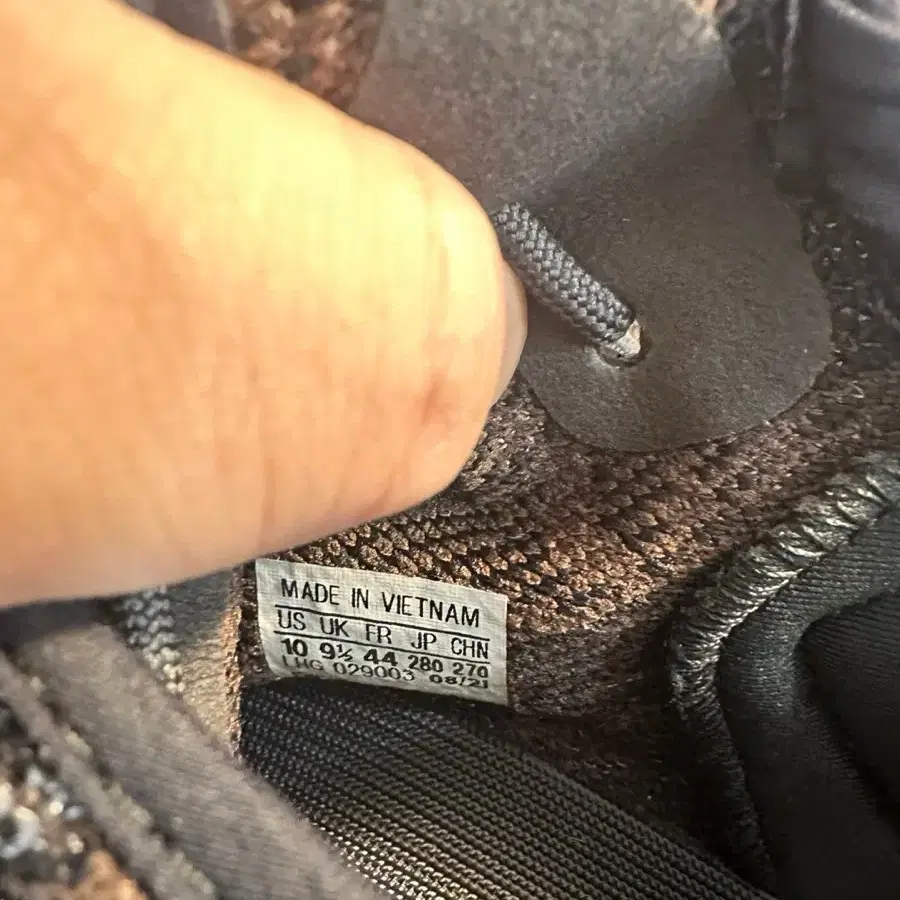 MADE IN VIETNAM
US UK FR JP CHN
10 9½ 44 280 270
LHG 029003 08/21